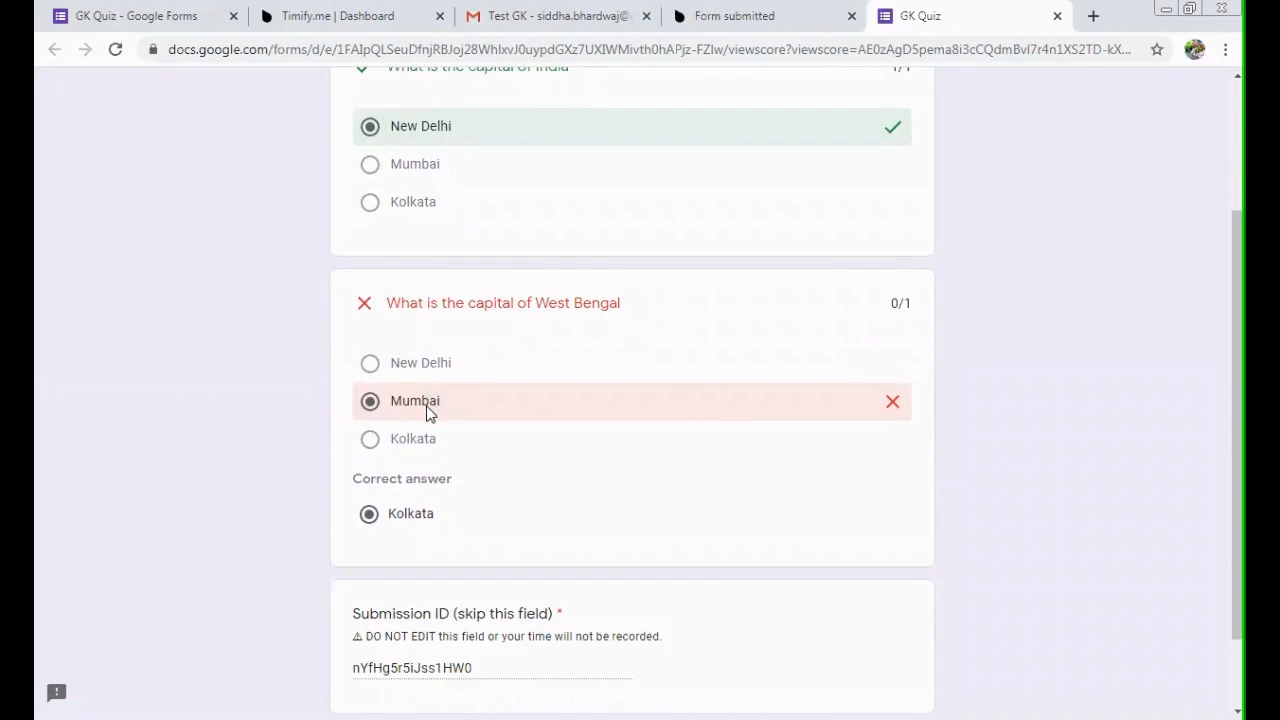 GK Quiz - Google Forms
Timify.me | Dashboard
Test GK - siddha.bhardwaj@
Form submitted
GK Quiz
docs.google.com/forms/d/e/1FAIpQLSeuDfnjRBJoj28WhlxvJ0uypdGXz7UXIWMivth0hAPjz-FZIw/viewscore?viewscore=AE0zAgD5pema8i3cCQdmBvl7r4n1XS2TD-kX...
What is the capital of India 1/1
New Delhi
Mumbai
Kolkata
What is the capital of West Bengal 0/1
New Delhi
Mumbai
Kolkata
Correct answer
Kolkata
Submission ID (skip this field) *
⚠ DO NOT EDIT this field or your time will not be recorded.
nYfHg5r5iJss1HW0